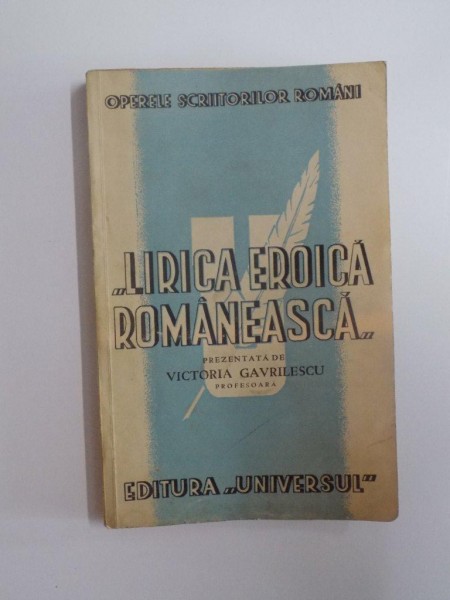 OPERELE SCRIITORILOR ROMÂNI
„LIRICA EROICĂ
ROMÂNEASCĂ„
PREZENTATĂ DE
VICTORIA GAVRILESCU
PROFESOARĂ
EDITURA „UNIVERSUL"